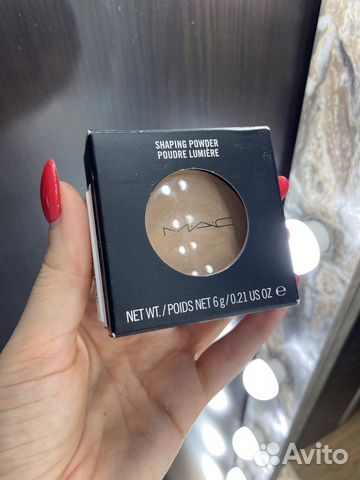 SHAPING POWDER
POUDRE LUMIÈRE
MAC
NET WT./POIDS NET 6 g/0.21 US OZ ℮
Avito